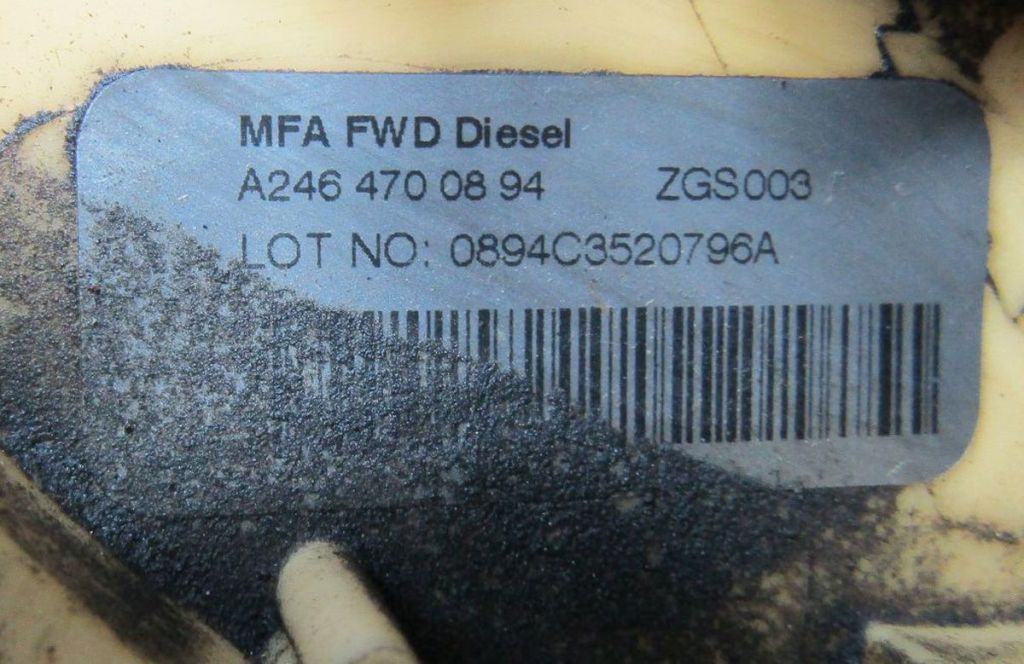 MFA FWD Diesel
A246 470 08 94 ZGS003
LOT NO: 0894C3520796A